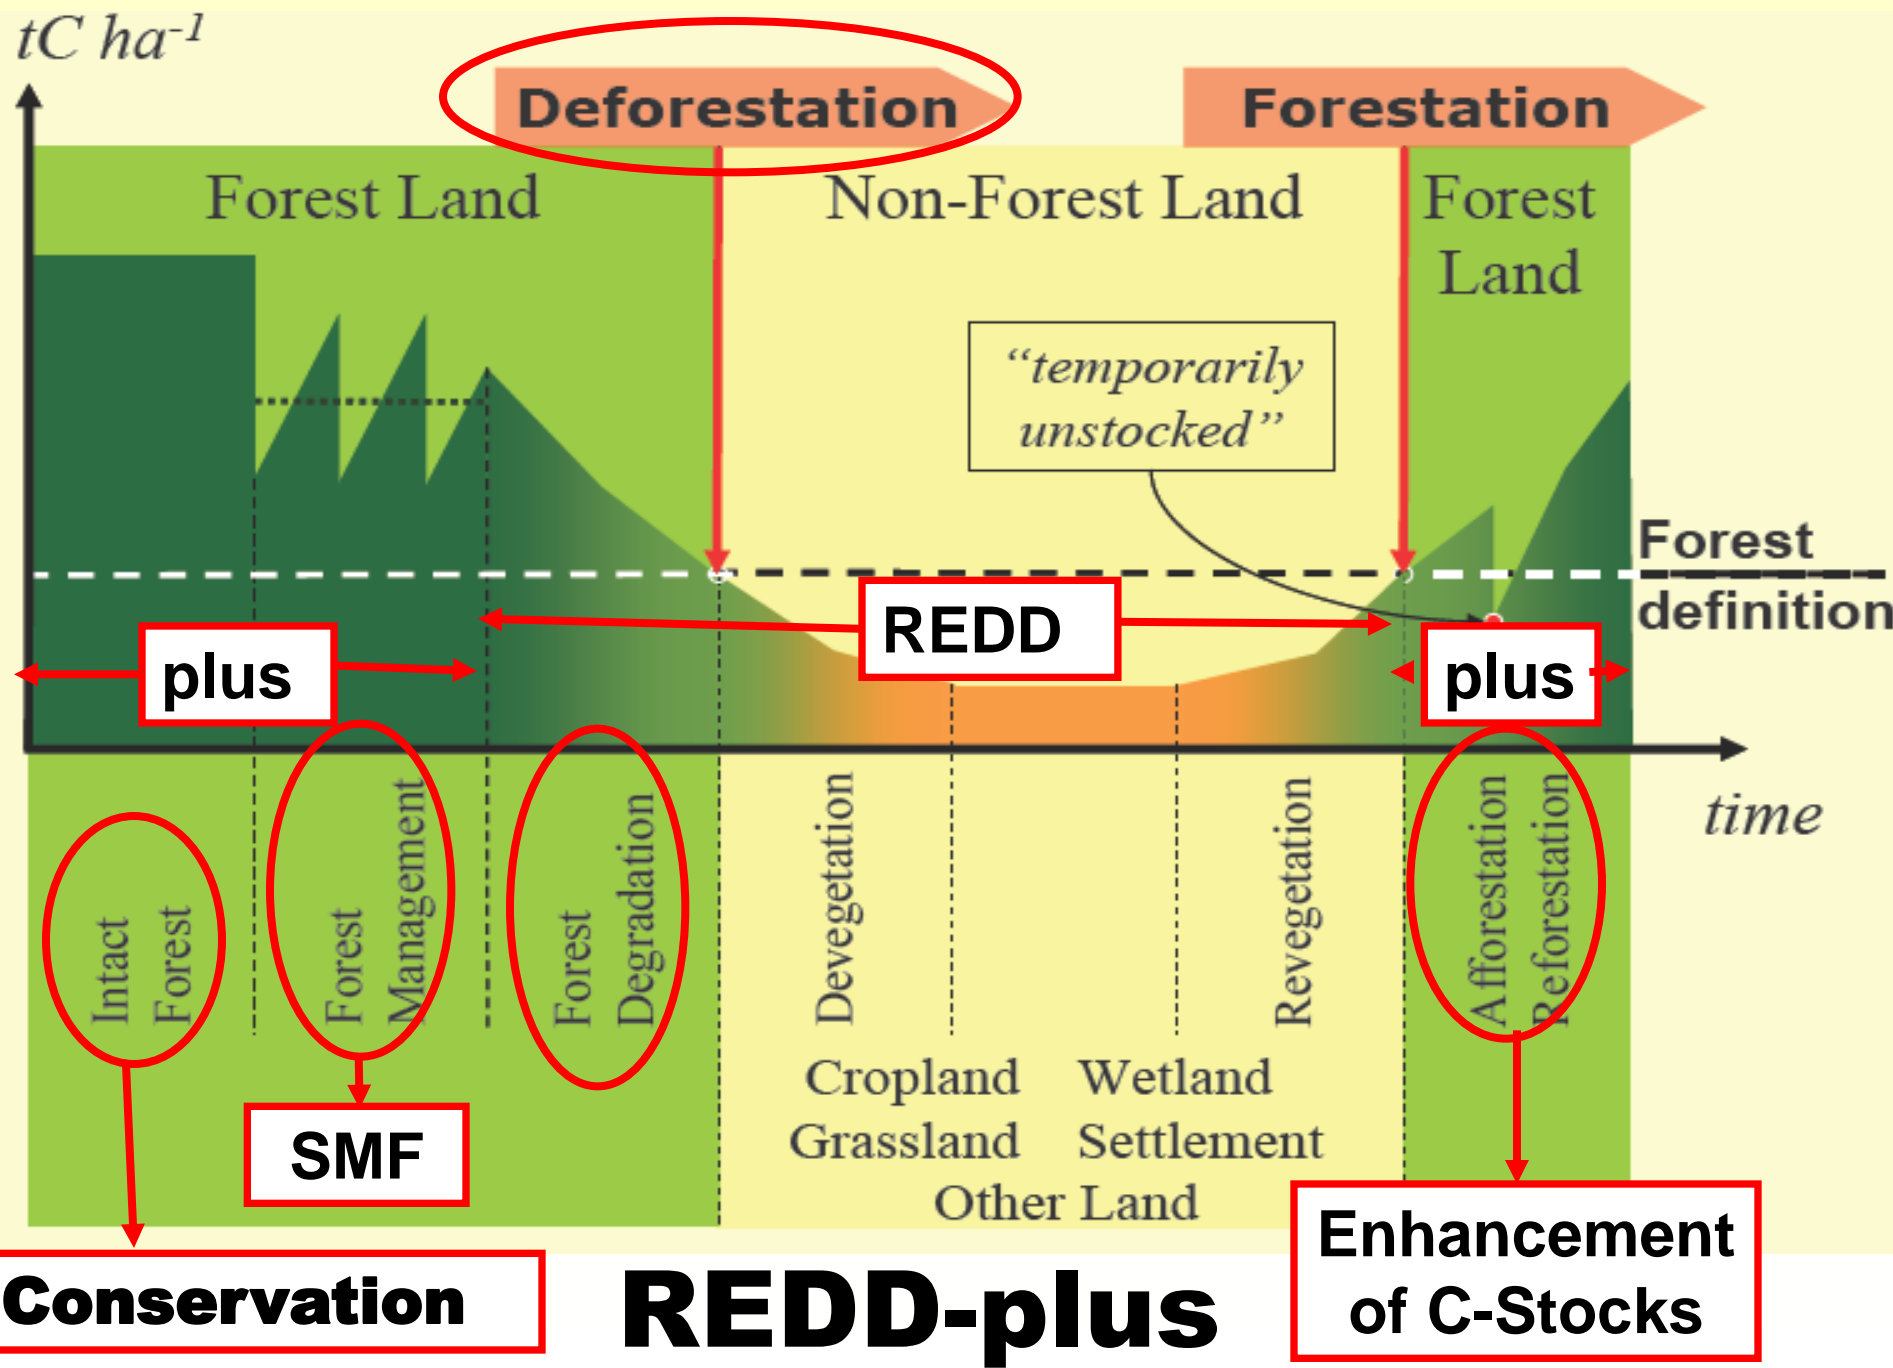 tC ha-1
Deforestation
Forestation
Forest Land
Non-Forest Land
Forest
Land
“temporarily
unstocked”
Forest
definition
REDD
plus
plus
time
Intact
Forest
Forest
Management
Forest
Degradation
Devegetation
Revegetation
Afforestation
Reforestation
Cropland
Wetland
Grassland
Settlement
Other Land
SMF
Conservation
REDD-plus
Enhancement
of C-Stocks